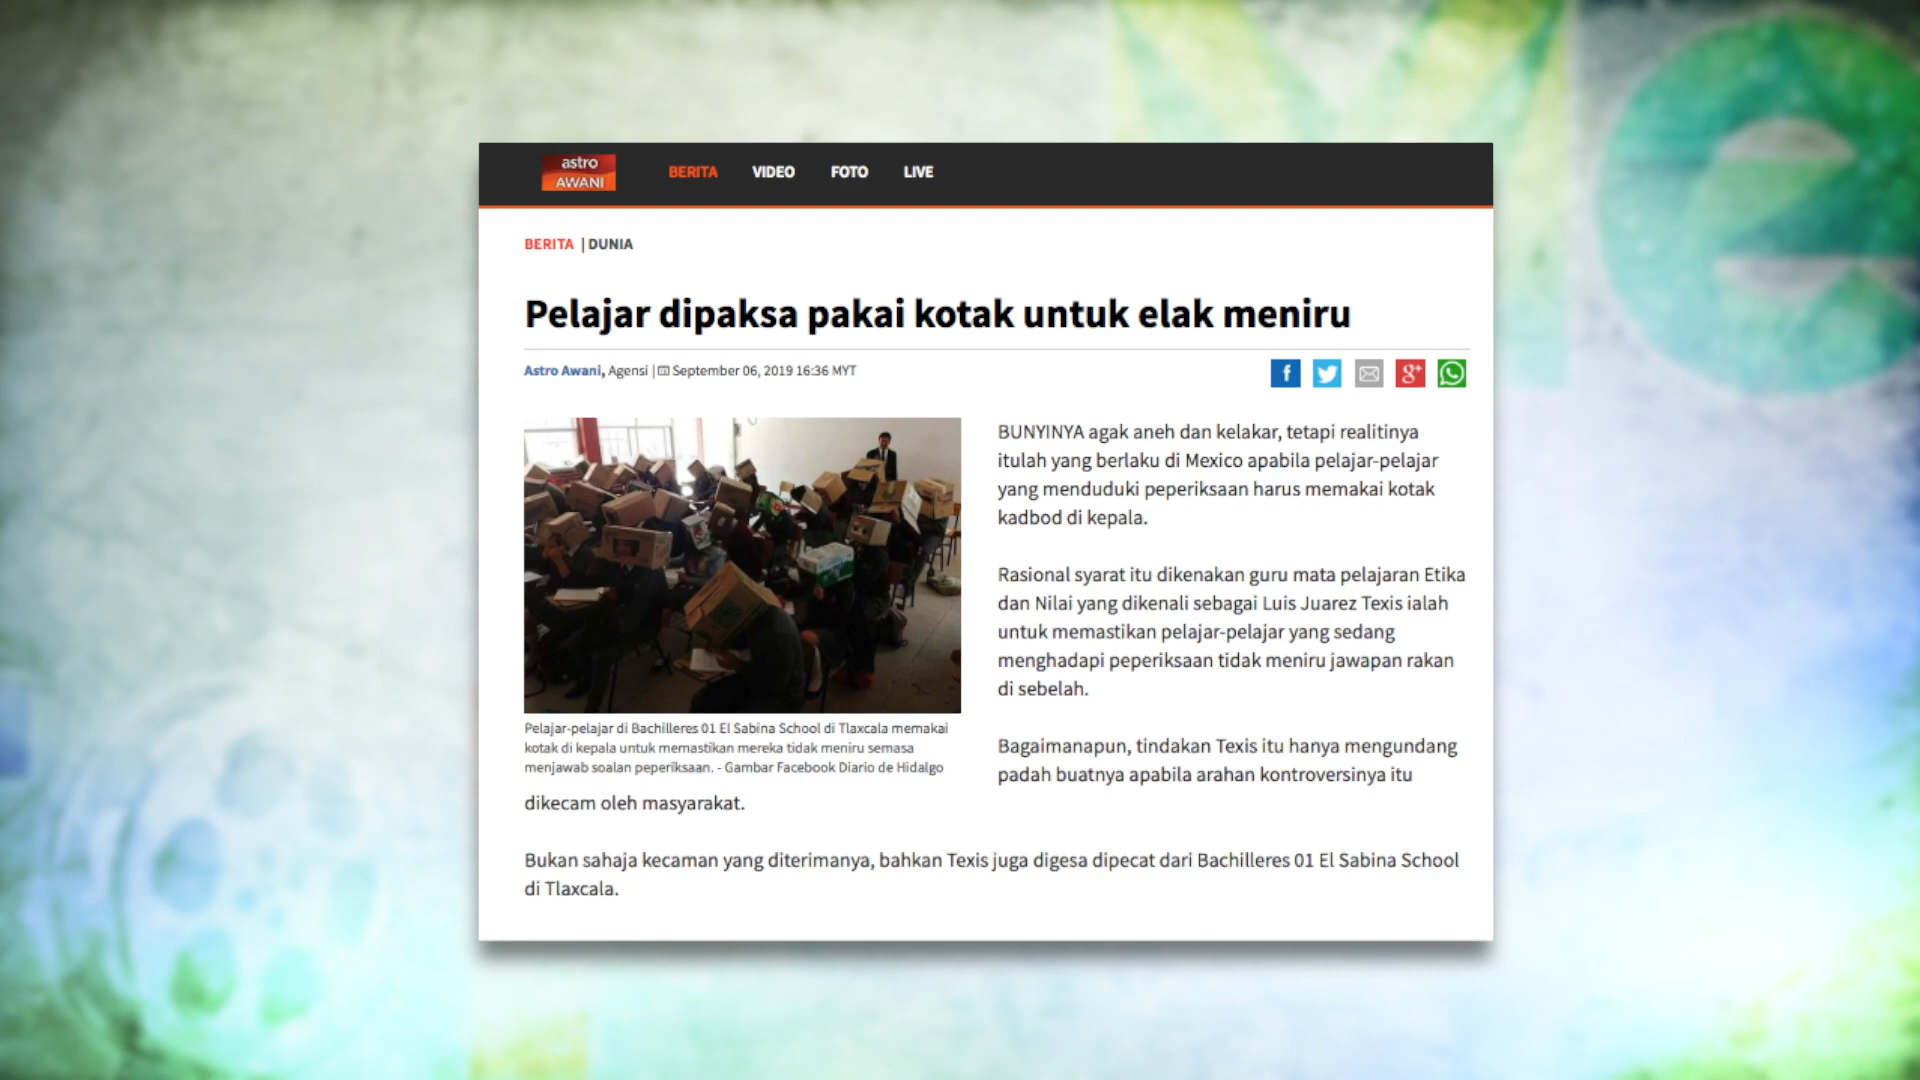 Me
astro
AWANI
BERITA VIDEO FOTO LIVE
BERITA | DUNIA
Pelajar dipaksa pakai kotak untuk elak meniru
Astro Awani, Agensi | September 06, 2019 16:36 MYT
BUNYINYA agak aneh dan kelakar, tetapi realitinya
itulah yang berlaku di Mexico apabila pelajar-pelajar
yang menduduki peperiksaan harus memakai kotak
kadbod di kepala.
Rasional syarat itu dikenakan guru mata pelajaran Etika
dan Nilai yang dikenali sebagai Luis Juarez Texis ialah
untuk memastikan pelajar-pelajar yang sedang
menghadapi peperiksaan tidak meniru jawapan rakan
di sebelah.
Pelajar-pelajar di Bachilleres 01 El Sabina School di Tlaxcala memakai
kotak di kepala untuk memastikan mereka tidak meniru semasa
menjawab soalan peperiksaan. - Gambar Facebook Diario de Hidalgo
Bagaimanapun, tindakan Texis itu hanya mengundang
padah buatnya apabila arahan kontroversinya itu
dikecam oleh masyarakat.
Bukan sahaja kecaman yang diterimanya, bahkan Texis juga digesa dipecat dari Bachilleres 01 El Sabina School
di Tlaxcala.